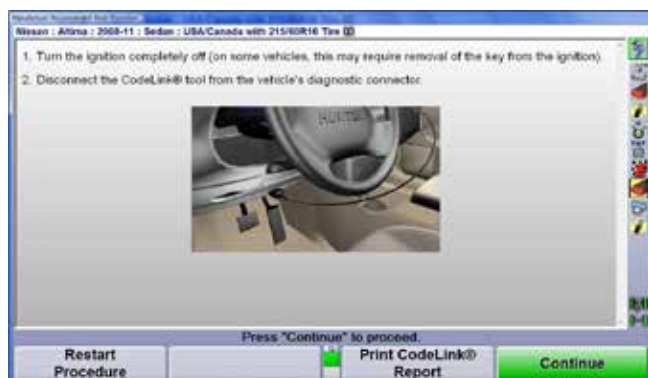 Nissan : Altima : 2008-11 : Sedan : USA/Canada with 215/60R16 Tire
1. Turn the ignition completely off (on some vehicles, this may require removal of the key from the ignition).
2. Disconnect the CodeLink® tool from the vehicle's diagnostic connector.
HUNTER
Press "Continue" to proceed.
Restart
Procedure
Print CodeLink®
Report
Continue